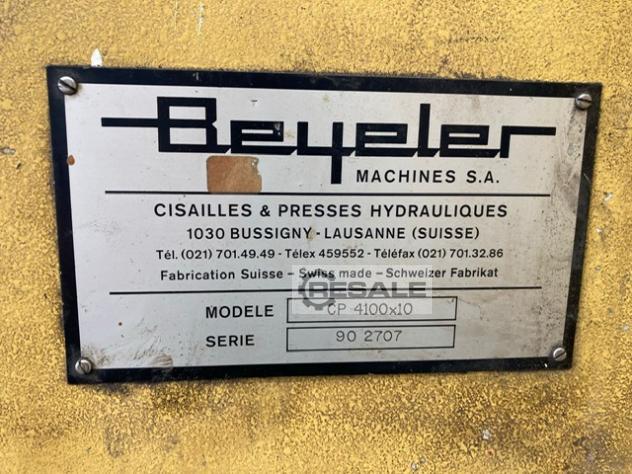 Beyeler
MACHINES S.A.
CISAILLES & PRESSES HYDRAULIQUES
1030 BUSSIGNY - LAUSANNE (SUISSE)
Tél. (021) 701.49.49 - Télex 459552 - Téléfax (021) 701.32.86
Fabrication Suisse - Swiss made - Schweizer Fabrikat
RESALE
MODELE CP 4100x10
SERIE 90 2707